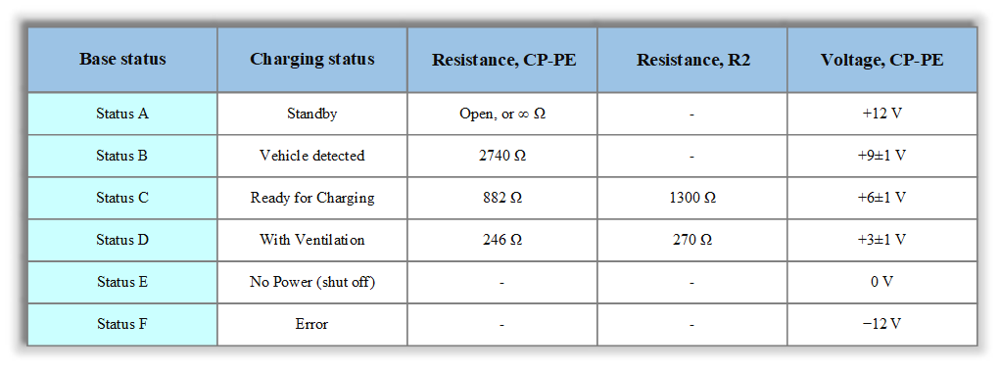 Base status Charging status Resistance, CP-PE Resistance, R2 Voltage, CP-PE
Status A Standby Open, or ∞ Ω - +12 V
Status B Vehicle detected 2740 Ω - +9±1 V
Status C Ready for Charging 882 Ω 1300 Ω +6±1 V
Status D With Ventilation 246 Ω 270 Ω +3±1 V
Status E No Power (shut off) - - 0 V
Status F Error - - −12 V